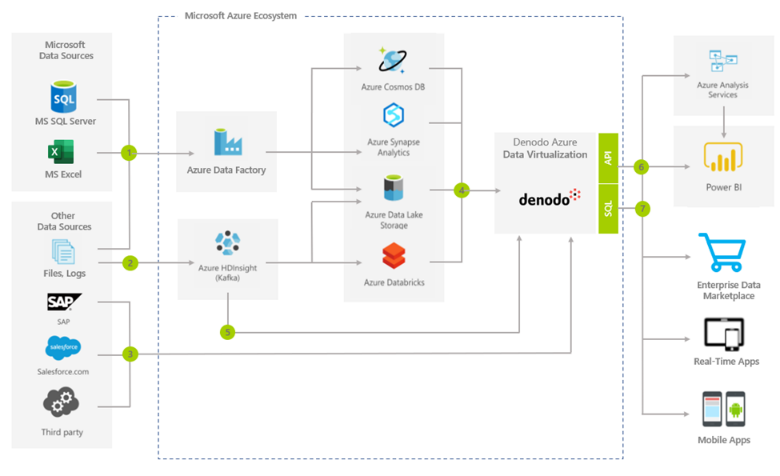 Microsoft Azure Ecosystem
Microsoft
Data Sources
SQL
MS SQL Server
X
MS Excel
Other
Data Sources
Files, Logs
SAP
SAP
salesforce
Salesforce.com
Third party
1
2
3
Azure Data Factory
Azure HDInsight
(Kafka)
5
Azure Cosmos DB
Azure Synapse
Analytics
Azure Data Lake
Storage
Azure Databricks
4
Denodo Azure
Data Virtualization
denodo
API
SQL
6
7
Azure Analysis
Services
Power BI
Enterprise Data
Marketplace
Real-Time Apps
Mobile Apps